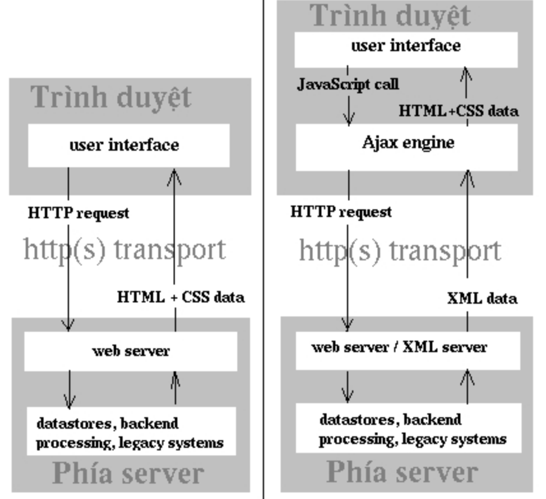 Trình duyệt
user interface
HTTP request
http(s) transport
HTML + CSS data
web server
datastores, backend
processing, legacy systems
Phía server
Trình duyệt
user interface
JavaScript call
HTML+CSS data
Ajax engine
HTTP request
http(s) transport
XML data
web server / XML server
datastores, backend
processing, legacy systems
Phía server